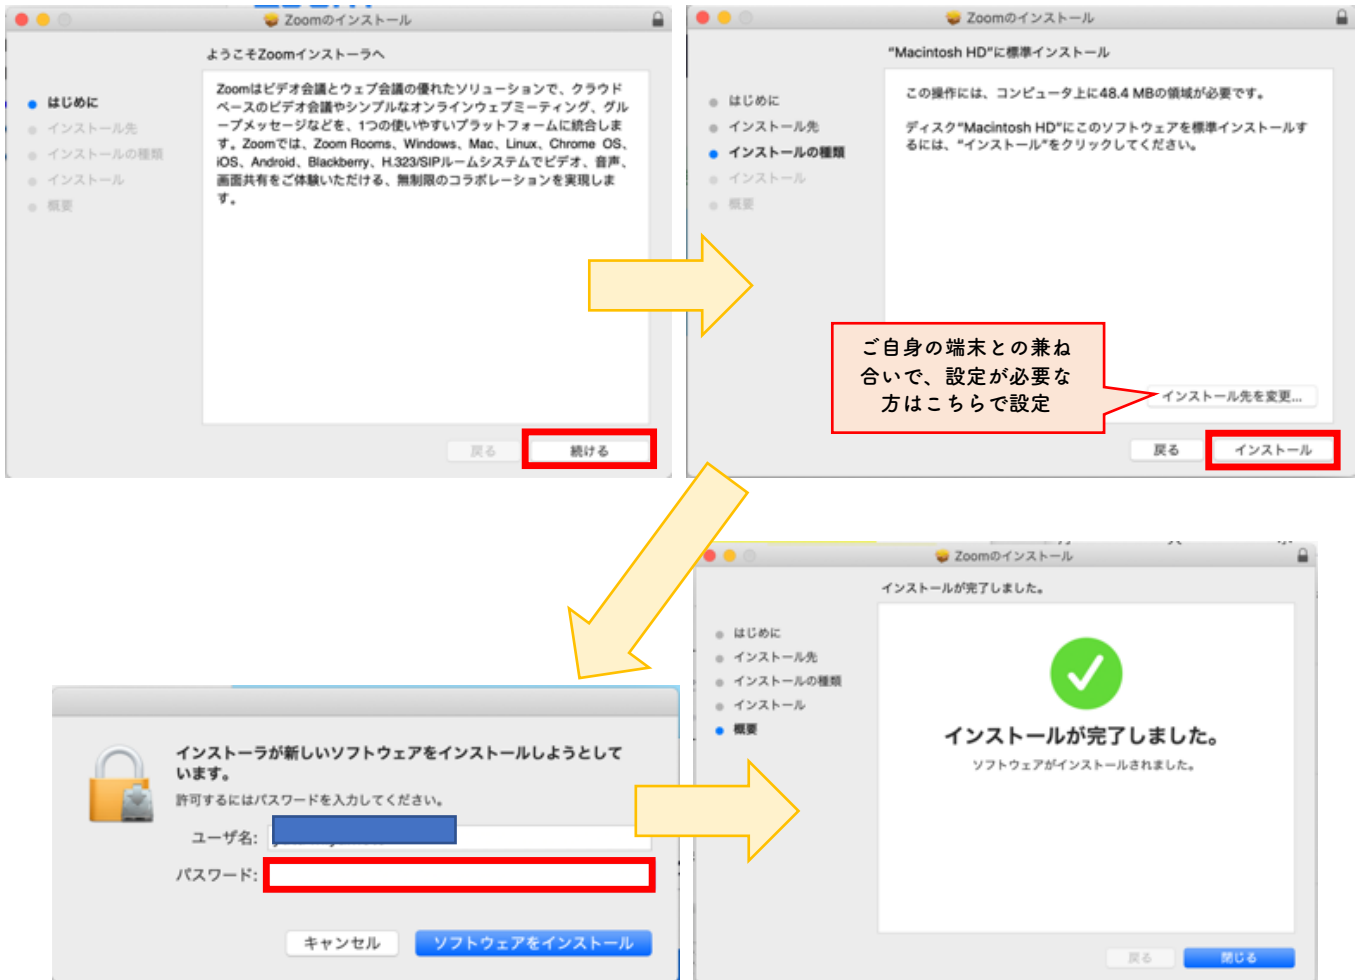 Zoomのインストール
ようこそZoomインストーラへ
はじめに
インストール先
インストールの種類
インストール
概要
Zoomはビデオ会議とウェブ会議の優れたソリューションで、クラウド
ベースのビデオ会議やシンプルなオンラインウェブミーティング、グル
ープメッセージなどを、1つの使いやすいプラットフォームに統合しま
す。Zoomでは、Zoom Rooms、Windows、Mac、Linux、Chrome OS、
iOS、Android、Blackberry、H.323/SIPルームシステムでビデオ、音声、
画面共有をご体験いただける、無制限のコラボレーションを実現しま
す。
戻る
続ける
Zoomのインストール
"Macintosh HD"に標準インストール
はじめに
インストール先
インストールの種類
インストール
概要
この操作には、コンピュータ上に48.4 MBの領域が必要です。
ディスク"Macintosh HD"にこのソフトウェアを標準インストールす
るには、"インストール"をクリックしてください。
ご自身の端末との兼ね
合いで、設定が必要な
方はこちらで設定
インストール先を変更...
戻る
インストール
インストーラが新しいソフトウェアをインストールしようとして
います。
許可するにはパスワードを入力してください。
ユーザ名:
パスワード:
キャンセル
ソフトウェアをインストール
Zoomのインストール
インストールが完了しました。
はじめに
インストール先
インストールの種類
インストール
概要
インストールが完了しました。
ソフトウェアがインストールされました。
戻る
閉じる